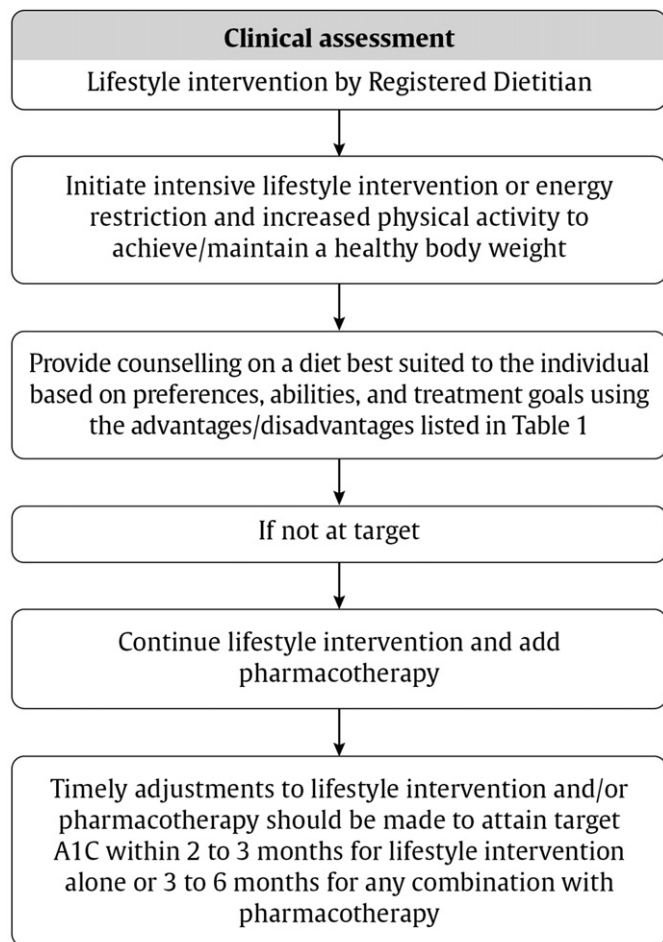 Clinical assessment
Lifestyle intervention by Registered Dietitian
Initiate intensive lifestyle intervention or energy
restriction and increased physical activity to
achieve/maintain a healthy body weight
Provide counselling on a diet best suited to the individual
based on preferences, abilities, and treatment goals using
the advantages/disadvantages listed in Table 1
If not at target
Continue lifestyle intervention and add
pharmacotherapy
Timely adjustments to lifestyle intervention and/or
pharmacotherapy should be made to attain target
A1C within 2 to 3 months for lifestyle intervention
alone or 3 to 6 months for any combination with
pharmacotherapy